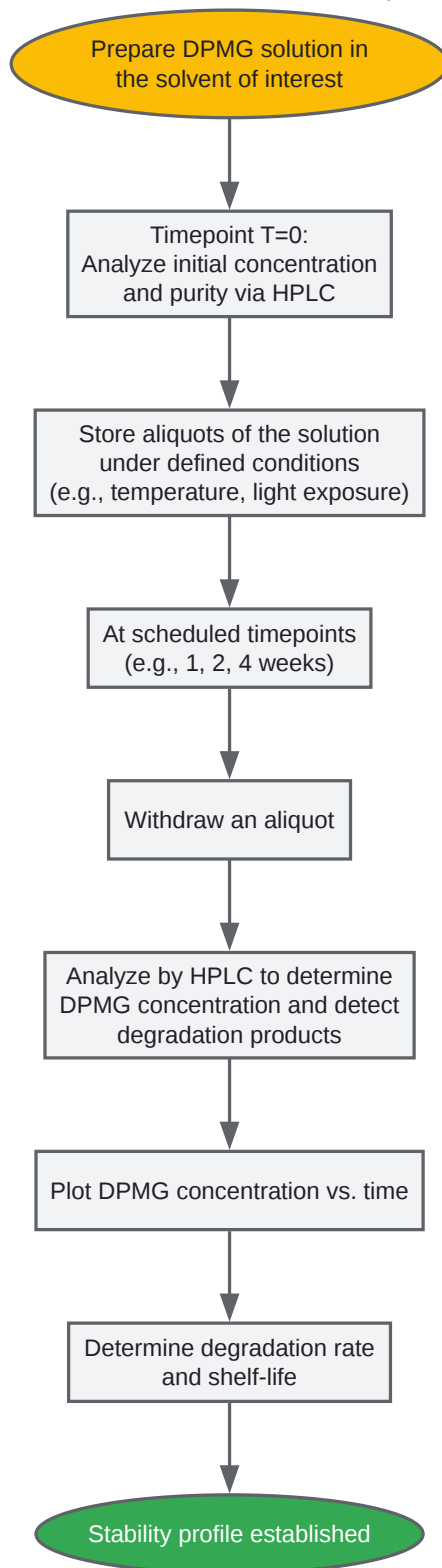 Prepare DPMG solution in
the solvent of interest
Timepoint T=0:
Analyze initial concentration
and purity via HPLC
Store aliquots of the solution
under defined conditions
(e.g., temperature, light exposure)
At scheduled timepoints
(e.g., 1, 2, 4 weeks)
Withdraw an aliquot
Analyze by HPLC to determine
DPMG concentration and detect
degradation products
Plot DPMG concentration vs. time
Determine degradation rate
and shelf-life
Stability profile established